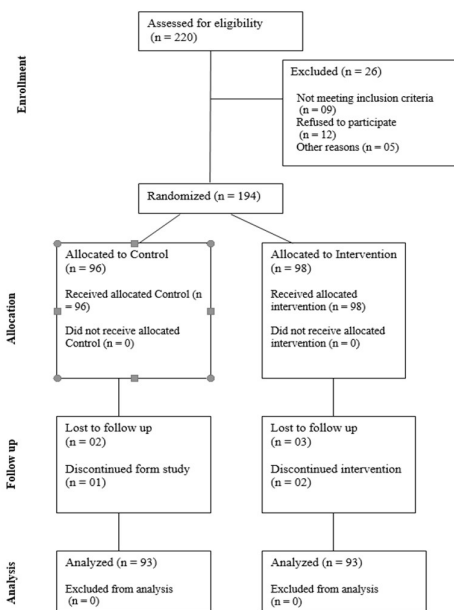 Assessed for eligibility
(n = 220)
Enrollment
Excluded (n = 26)
Not meeting inclusion criteria
(n = 09)
Refused to participate
(n = 12)
Other reasons (n = 05)
Randomized (n = 194)
Allocation
Allocated to Control
(n = 96)
Received allocated Control (n
= 96)
Did not receive allocated
Control (n = 0)
Allocated to Intervention
(n = 98)
Received allocated
intervention (n = 98)
Did not receive allocated
intervention (n = 0)
Follow up
Lost to follow up
(n = 02)
Discontinued form study
(n = 01)
Lost to follow up
(n = 03)
Discontinued intervention
(n = 02)
Analysis
Analyzed (n = 93)
Excluded from analysis
(n = 0)
Analyzed (n = 93)
Excluded from analysis
(n = 0)